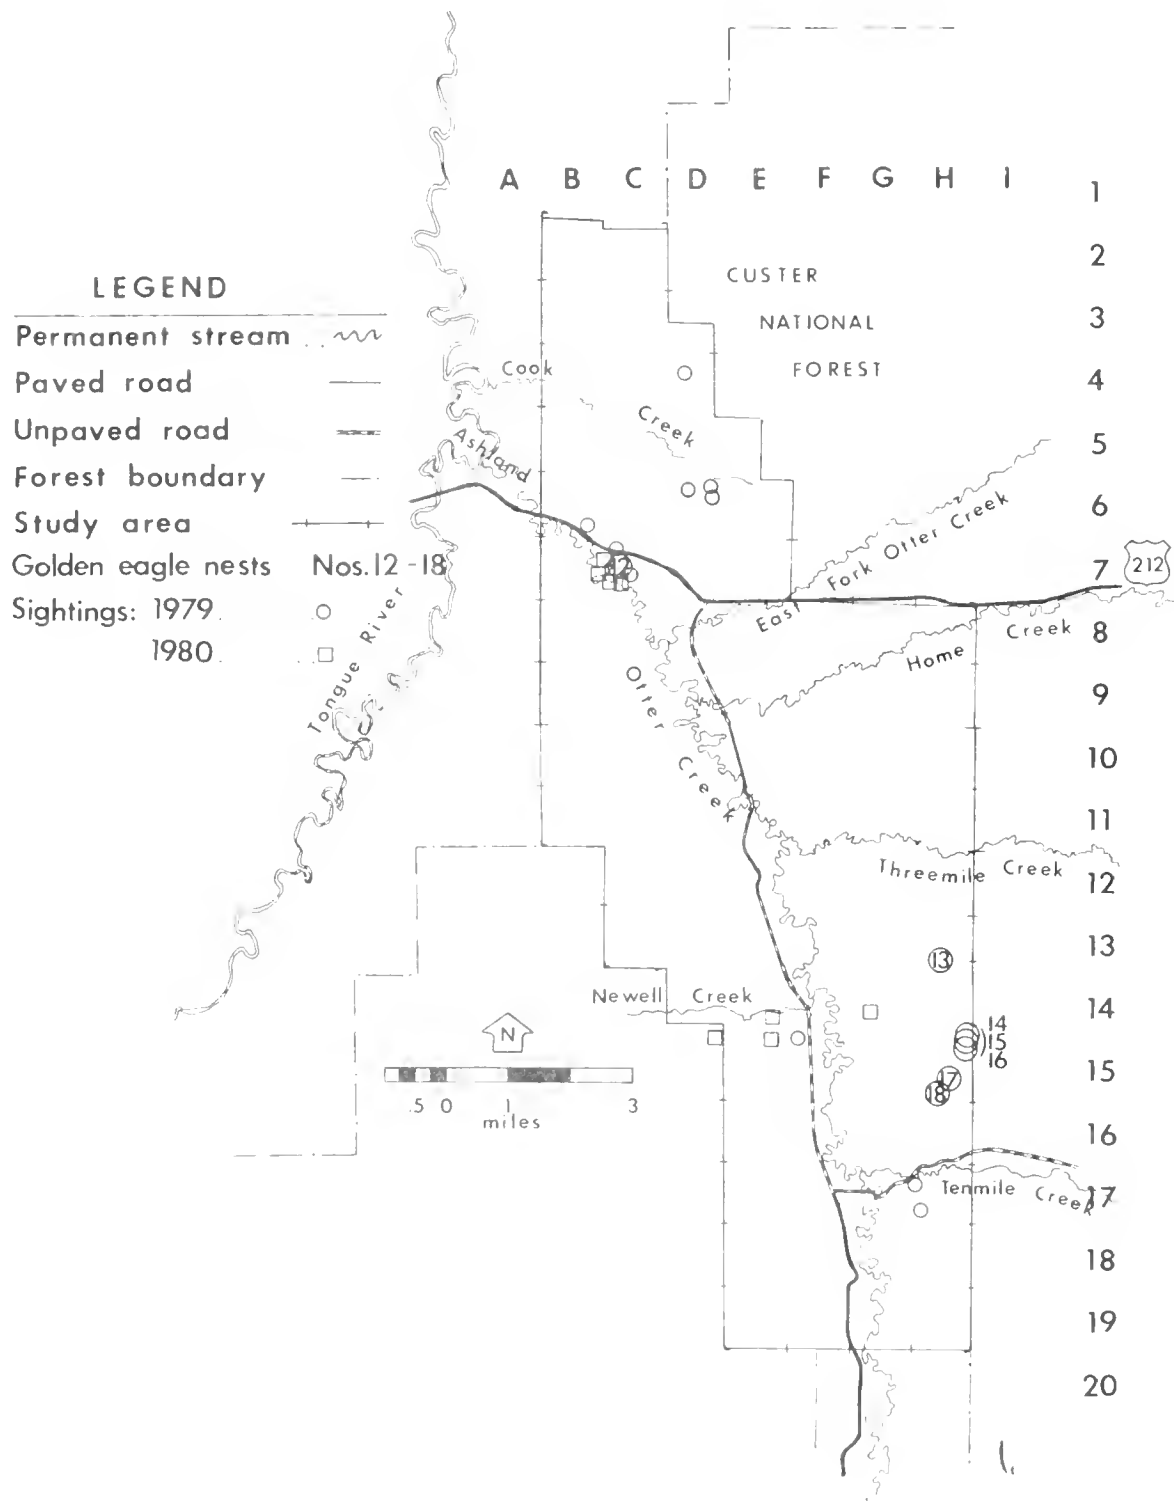 A B C D E F G H I
1
2
3
4
5
6
7
8
9
10
11
12
13
14
15
16
17
18
19
20
LEGEND
Permanent stream
Paved road
Unpaved road
Forest boundary
Study area
Golden eagle nests Nos. 12-18
Sightings: 1979
1980
CUSTER
NATIONAL
FOREST
Cook
Creek
Ashland
212
East Fork Otter Creek
Home Creek
Tongue River
Otter Creek
Threemile Creek
Newell Creek
Tenmile Creek
12
13
14
15
16
17
18
N
.5 0 1 3
miles